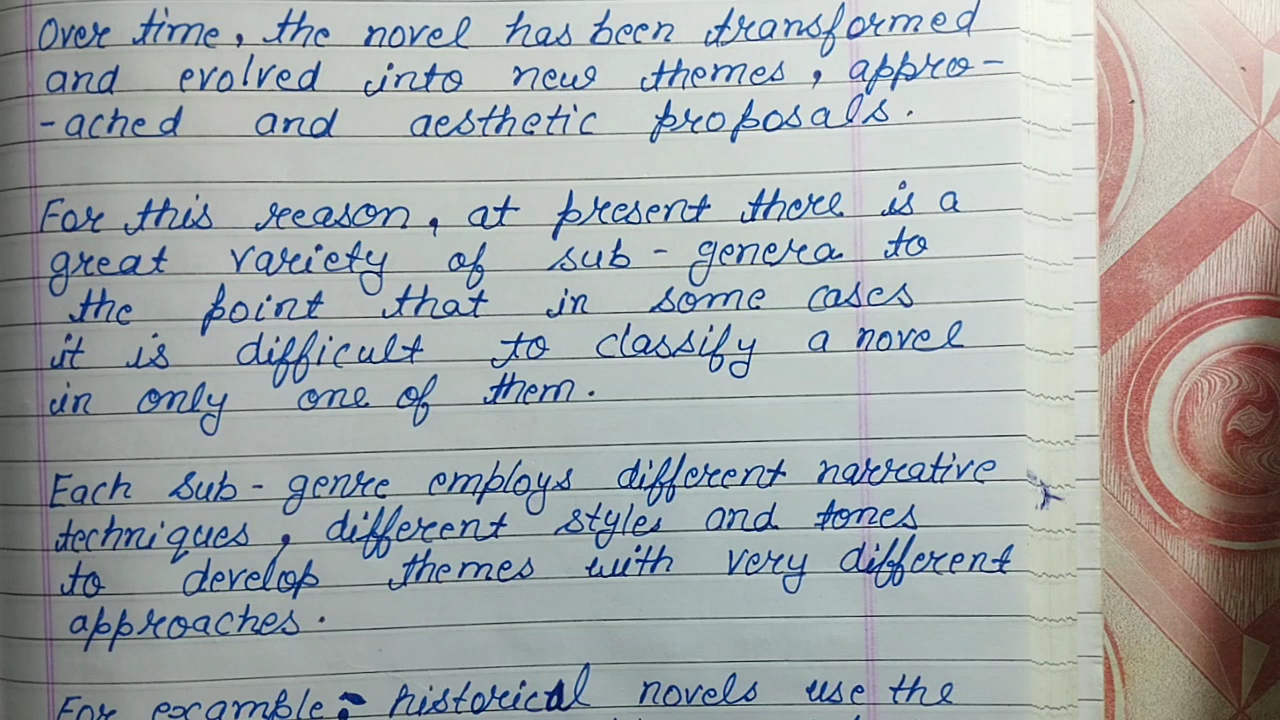 Over time, the novel has been transformed
and evolved into new themes, appro-
-ached and aesthetic proposals.
For this reason, at present there is a
great variety of sub-genera to
the point that in some cases
it is difficult to classify a novel
in only one of them.
Each sub-genre employs different narrative
techniques, different styles and tones
to develop themes with very different
approaches.
For example: historical novels use the